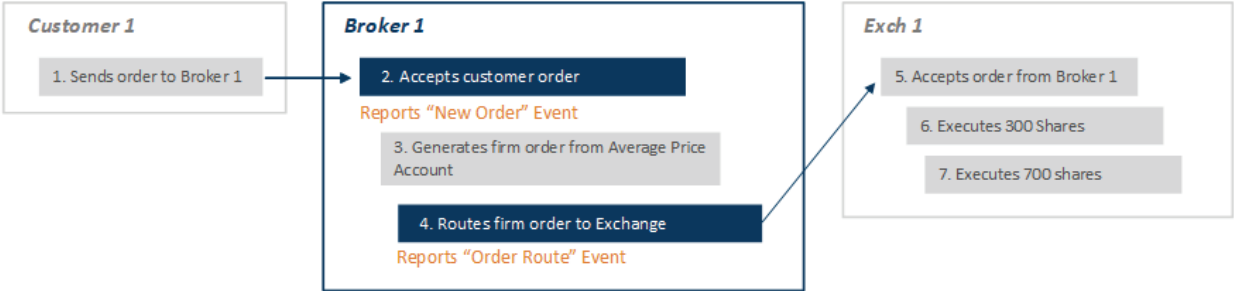 Customer 1
1. Sends order to Broker 1
Broker 1
2. Accepts customer order
Reports “New Order” Event
3. Generates firm order from Average Price
Account
4. Routes firm order to Exchange
Reports “Order Route” Event
Exch 1
5. Accepts order from Broker 1
6. Executes 300 Shares
7. Executes 700 shares